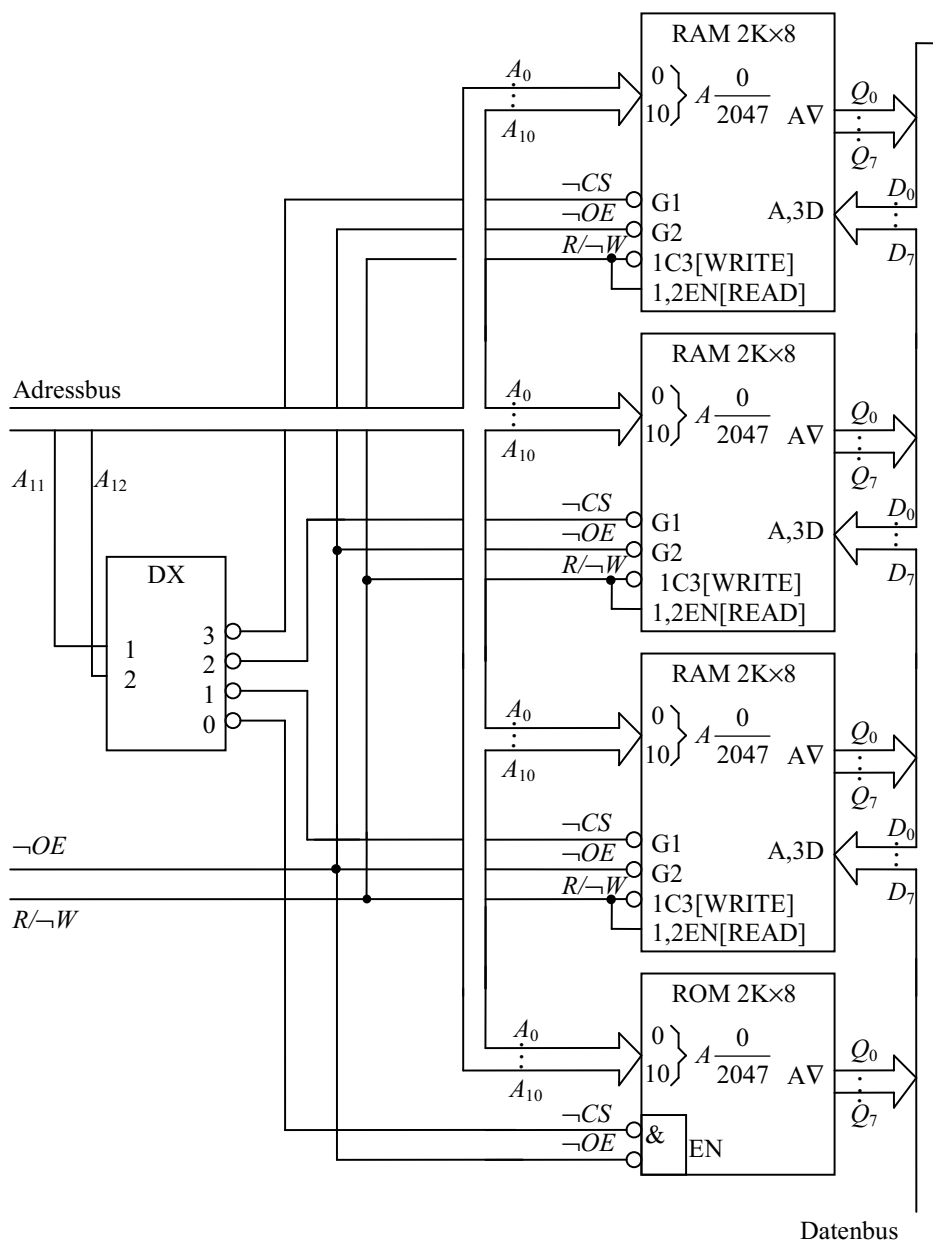 RAM 2K×8
A0
A10
0
10
A 0/2047
A∇
Q0
Q7
¬CS
¬OE
R/¬W
G1
G2
1C3[WRITE]
1,2EN[READ]
A,3D
D0
D7
Adressbus
RAM 2K×8
A0
A10
0
10
A 0/2047
A∇
Q0
Q7
A11
A12
¬CS
¬OE
R/¬W
G1
G2
1C3[WRITE]
1,2EN[READ]
A,3D
D0
D7
DX
1
2
3
2
1
0
RAM 2K×8
A0
A10
0
10
A 0/2047
A∇
Q0
Q7
¬OE
R/¬W
¬CS
¬OE
R/¬W
G1
G2
1C3[WRITE]
1,2EN[READ]
A,3D
D0
D7
ROM 2K×8
A0
A10
0
10
A 0/2047
A∇
Q0
Q7
¬CS
¬OE
&
EN
Datenbus